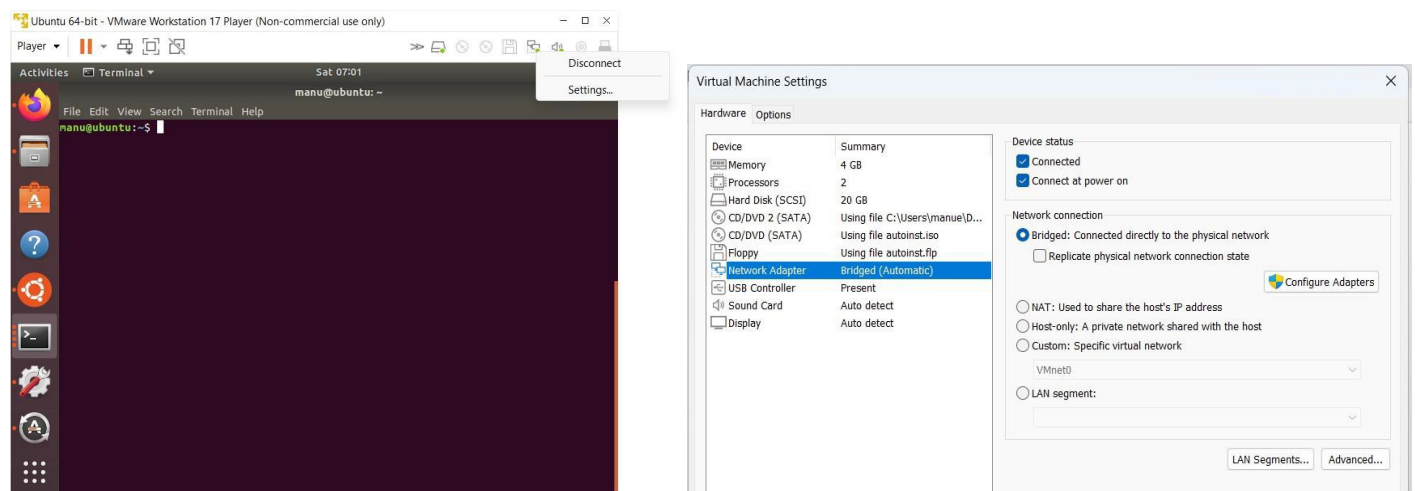 Ubuntu 64-bit - VMware Workstation 17 Player (Non-commercial use only)
Player
Disconnect
Settings...
Activities Terminal Sat 07:01
manu@ubuntu: ~
File Edit View Search Terminal Help
manu@ubuntu:~$
Virtual Machine Settings
Hardware Options
Device Summary
Memory 4 GB
Processors 2
Hard Disk (SCSI) 20 GB
CD/DVD 2 (SATA) Using file C:\Users\manue\D...
CD/DVD (SATA) Using file autoinst.iso
Floppy Using file autoinst.flp
Network Adapter Bridged (Automatic)
USB Controller Present
Sound Card Auto detect
Display Auto detect
Device status
Connected
Connect at power on
Network connection
Bridged: Connected directly to the physical network
Replicate physical network connection state
Configure Adapters
NAT: Used to share the host's IP address
Host-only: A private network shared with the host
Custom: Specific virtual network
VMnet0
LAN segment:
LAN Segments... Advanced...